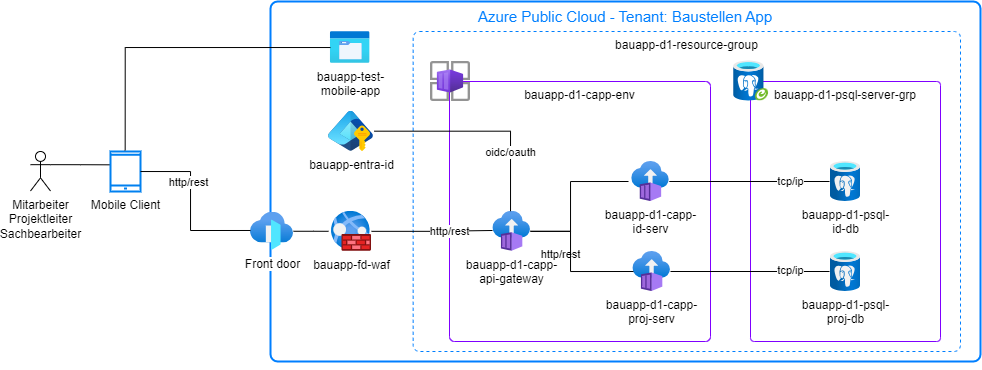 Azure Public Cloud - Tenant: Baustellen App
bauapp-d1-resource-group
bauapp-test-
mobile-app
bauapp-d1-capp-env
bauapp-d1-psql-server-grp
bauapp-entra-id
oidc/oauth
Mitarbeiter
Projektleiter
Sachbearbeiter
Mobile Client
http/rest
Front door
bauapp-fd-waf
http/rest
bauapp-d1-capp-
api-gateway
http/rest
bauapp-d1-capp-
id-serv
tcp/ip
bauapp-d1-psql-
id-db
bauapp-d1-capp-
proj-serv
tcp/ip
bauapp-d1-psql-
proj-db